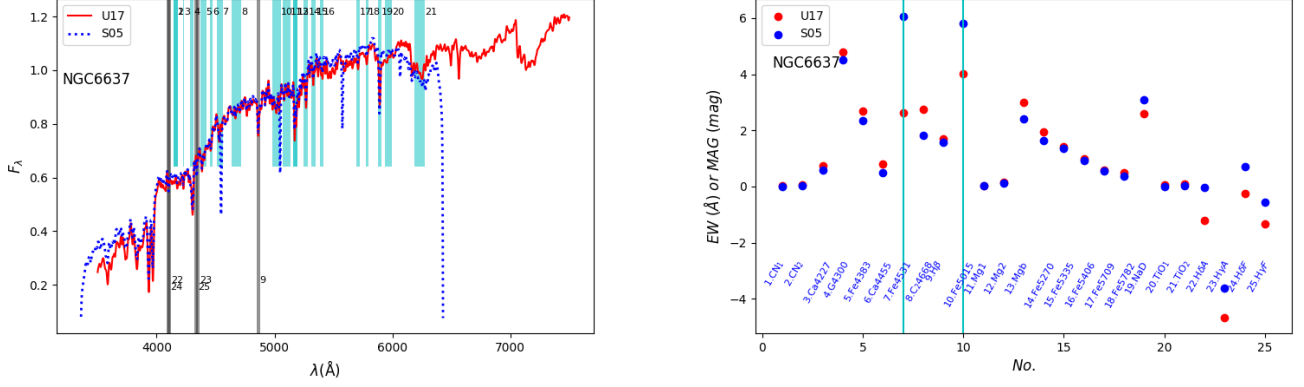 U17
S05
NGC6637
1 2 3 4 5 6 7 8 10 11 12 13 14 15 16 17 18 19 20 21
22 23 9
24 25
1.2
1.0
0.8
0.6
0.4
0.2
F_λ
4000 5000 6000 7000
λ(Å)
U17
S05
NGC6637
6
4
2
0
−2
−4
EW (Å) or MAG (mag)
1.CN₁
2.CN₂
3.Ca4227
4.G4300
5.Fe4383
6.Ca4455
7.Fe4531
8.C₂4668
9.Hβ
10.Fe5015
11.Mg1
12.Mg2
13.Mgb
14.Fe5270
15.Fe5335
16.Fe5406
17.Fe5709
18.Fe5782
19.NaD
20.TiO₁
21.TiO₂
22.HδA
23.HγA
24.HδF
25.HγF
0 5 10 15 20 25
No.